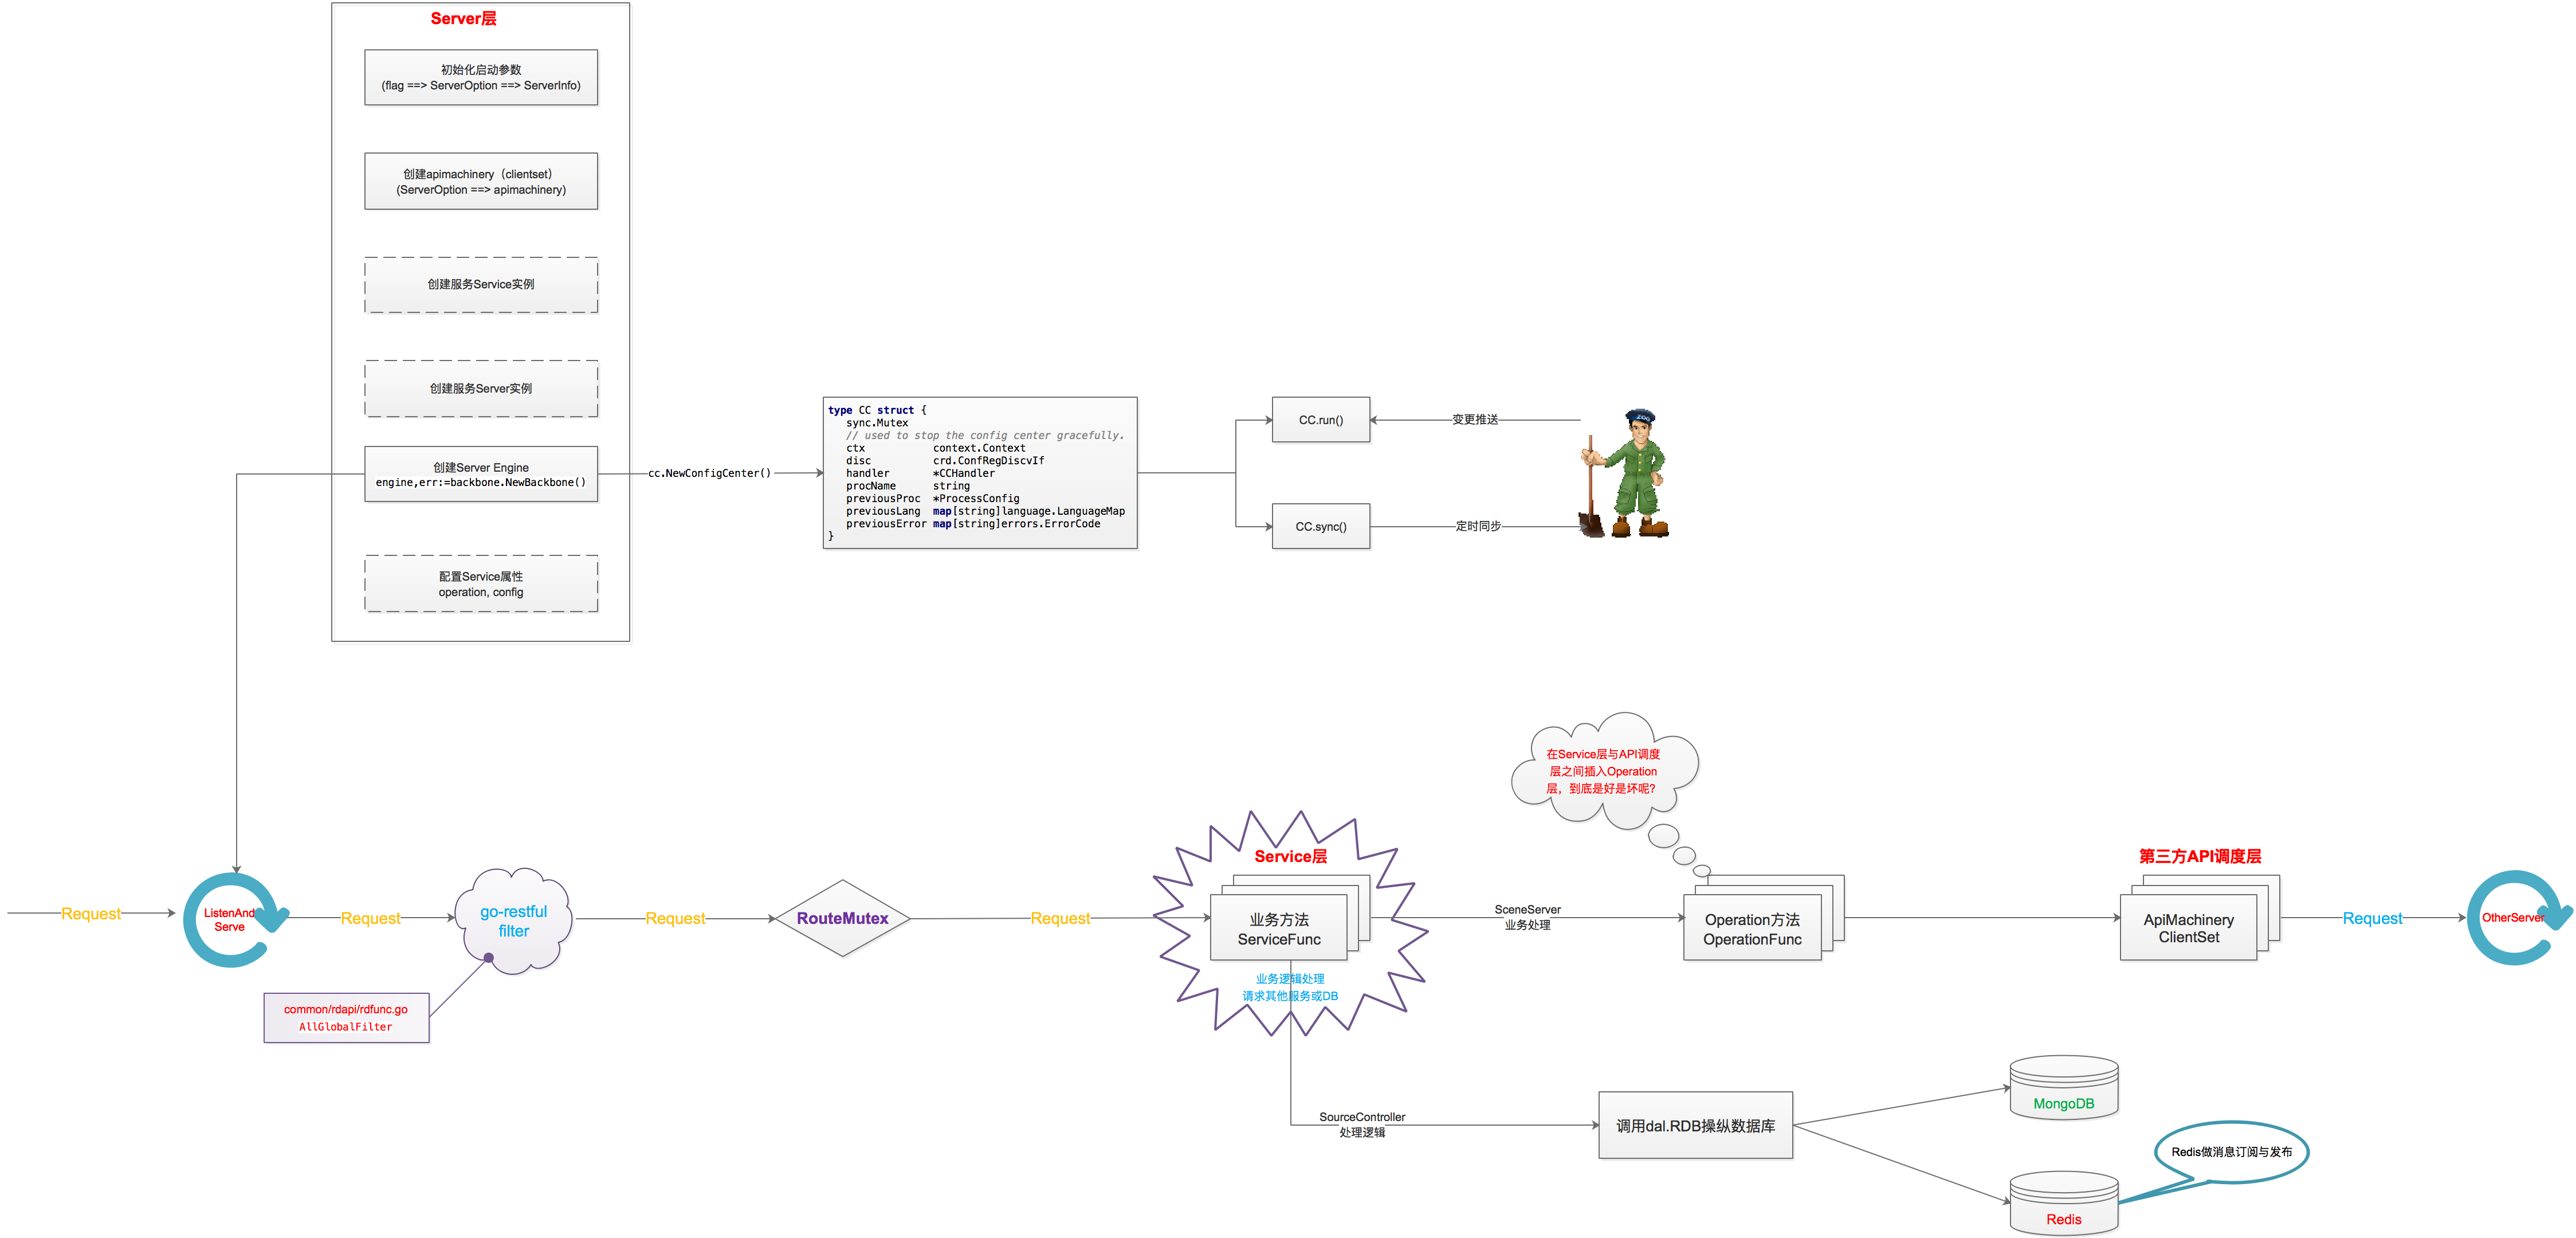 Server层
初始化启动参数
(flag ==> ServerOption ==> ServerInfo)
创建apimachinery（clientset）
(ServerOption ==> apimachinery)
创建服务Service实例
创建服务Server实例
创建Server Engine
engine,err:=backbone.NewBackbone()
配置Service属性
operation, config
cc.NewConfigCenter()
type CC struct {
sync.Mutex
// used to stop the config center gracefully.
ctx context.Context
disc crd.ConfRegDiscvIf
handler *CCHandler
procName string
previousProc *ProcessConfig
previousLang map[string]language.LanguageMap
previousError map[string]errors.ErrorCode
}
CC.run()
变更推送
CC.sync()
定时同步
ZOO
在Service层与API调度
层之间插入Operation
层，到底是好是坏呢？
Request
ListenAnd
Serve
Request
go-restful
filter
common/rdapi/rdfunc.go
AllGlobalFilter
Request
RouteMutex
Request
Service层
业务方法
ServiceFunc
业务逻辑处理
请求其他服务或DB
SceneServer
业务处理
Operation方法
OperationFunc
第三方API调度层
ApiMachinery
ClientSet
Request
OtherServer
SourceController
处理逻辑
调用dal.RDB操纵数据库
MongoDB
Redis做消息订阅与发布
Redis